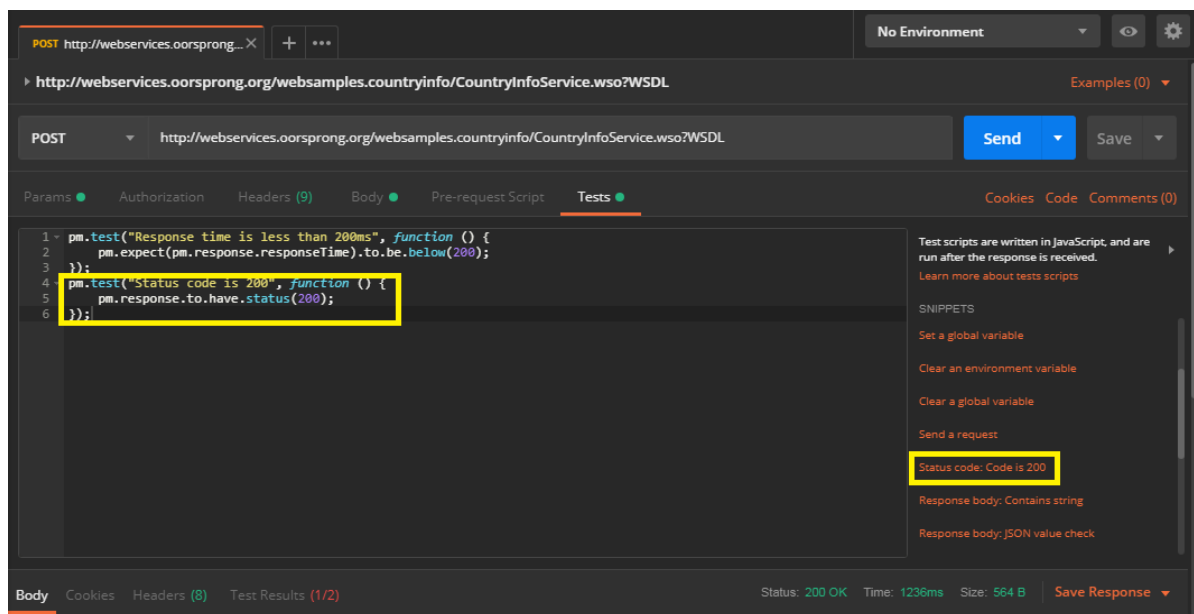 POST http://webservices.oorsprong... × + •••
No Environment
http://webservices.oorsprong.org/websamples.countryinfo/CountryInfoService.wso?WSDL
Examples (0)
POST http://webservices.oorsprong.org/websamples.countryinfo/CountryInfoService.wso?WSDL
Send Save
Params Authorization Headers (9) Body Pre-request Script Tests
Cookies Code Comments (0)
1 pm.test("Response time is less than 200ms", function () {
2 pm.expect(pm.response.responseTime).to.be.below(200);
3 });
4 pm.test("Status code is 200", function () {
5 pm.response.to.have.status(200);
6 });
Test scripts are written in JavaScript, and are
run after the response is received.
Learn more about tests scripts
SNIPPETS
Set a global variable
Clear an environment variable
Clear a global variable
Send a request
Status code: Code is 200
Response body: Contains string
Response body: JSON value check
Body Cookies Headers (8) Test Results (1/2)
Status: 200 OK Time: 1236ms Size: 564 B Save Response